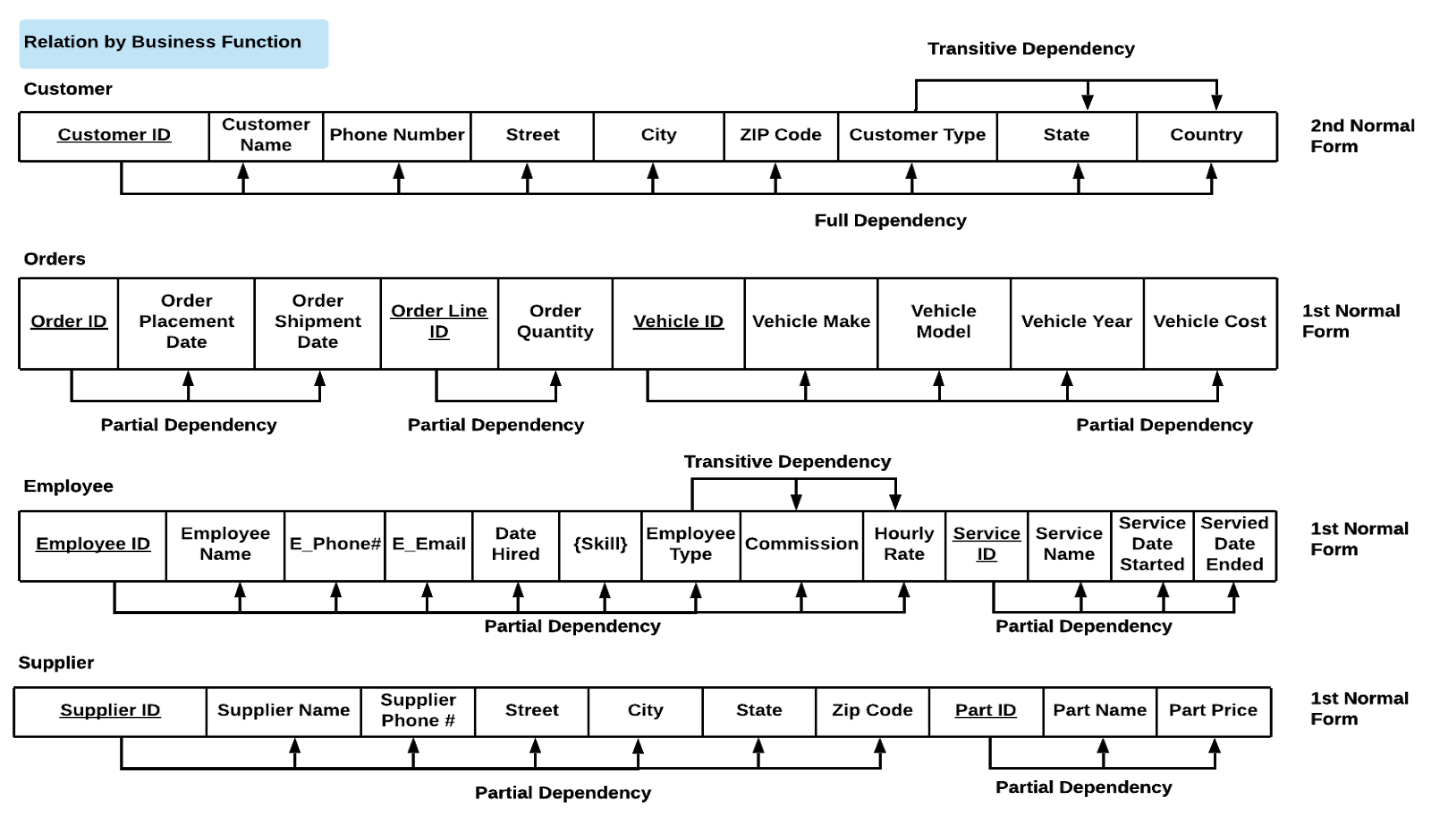 Relation by Business Function
Transitive Dependency
Customer
Customer ID
Customer
Name
Phone Number
Street
City
ZIP Code
Customer Type
State
Country
2nd Normal
Form
Full Dependency
Orders
Order ID
Order
Placement
Date
Order
Shipment
Date
Order Line
ID
Order
Quantity
Vehicle ID
Vehicle Make
Vehicle
Model
Vehicle Year
Vehicle Cost
1st Normal
Form
Partial Dependency
Partial Dependency
Partial Dependency
Transitive Dependency
Employee
Employee ID
Employee
Name
E_Phone#
E_Email
Date
Hired
{Skill}
Employee
Type
Commission
Hourly
Rate
Service
ID
Service
Name
Service
Date
Started
Servied
Date
Ended
1st Normal
Form
Partial Dependency
Partial Dependency
Supplier
Supplier ID
Supplier Name
Supplier
Phone #
Street
City
State
Zip Code
Part ID
Part Name
Part Price
1st Normal
Form
Partial Dependency
Partial Dependency